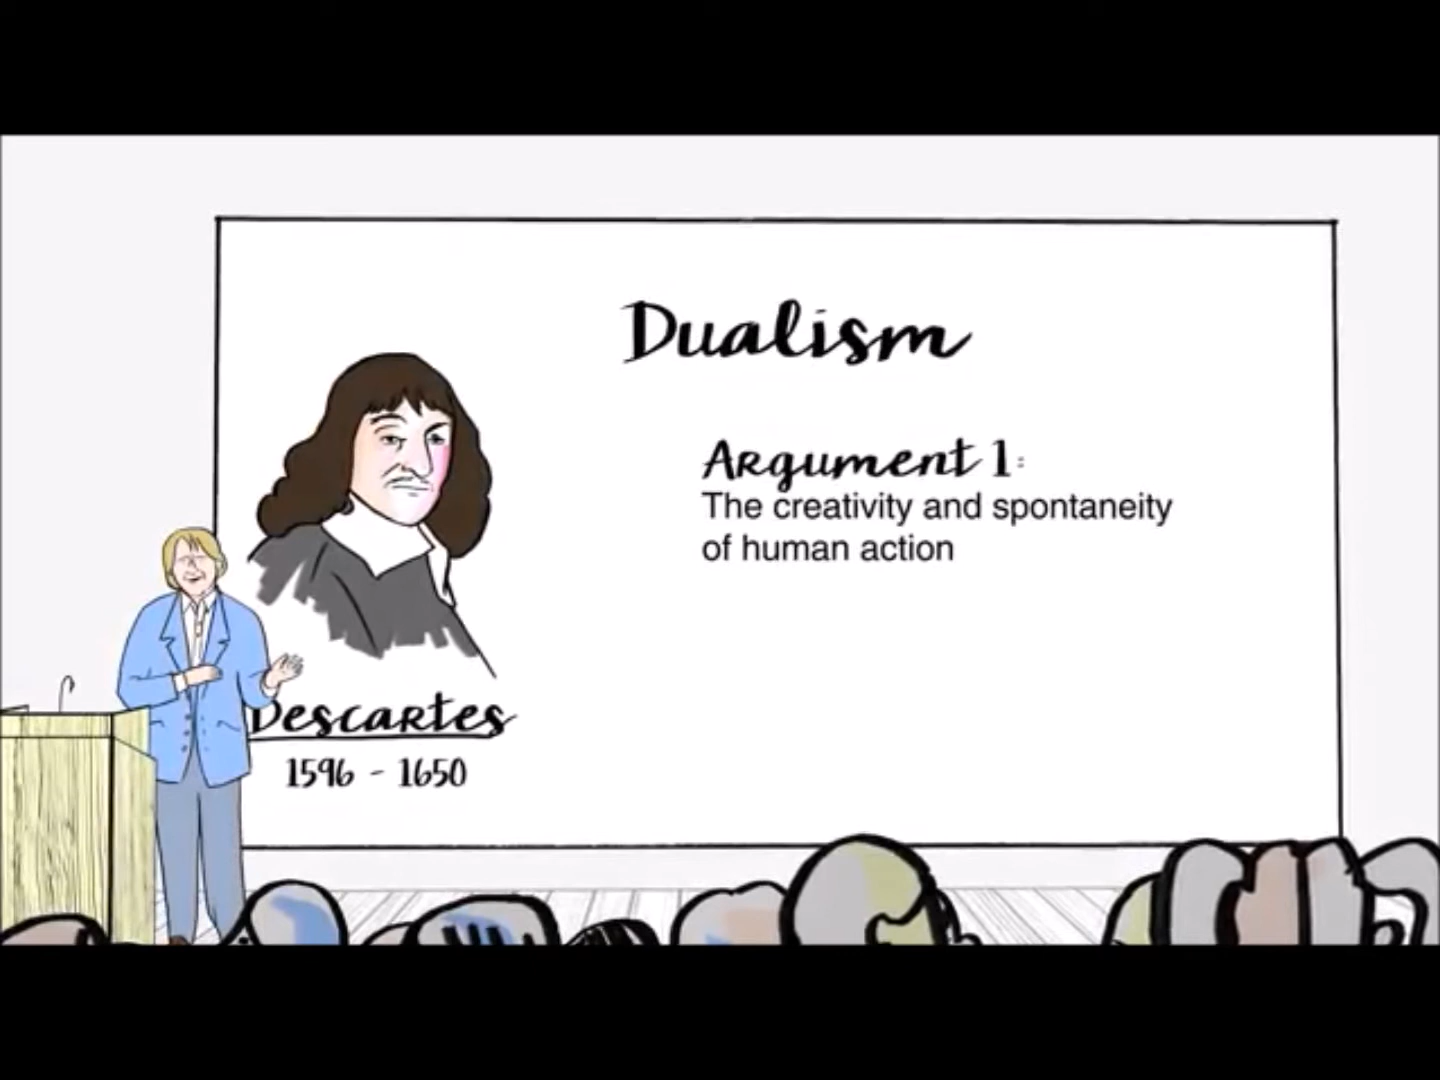 Dualism
Argument 1:
The creativity and spontaneity
of human action
Descartes
1596 - 1650